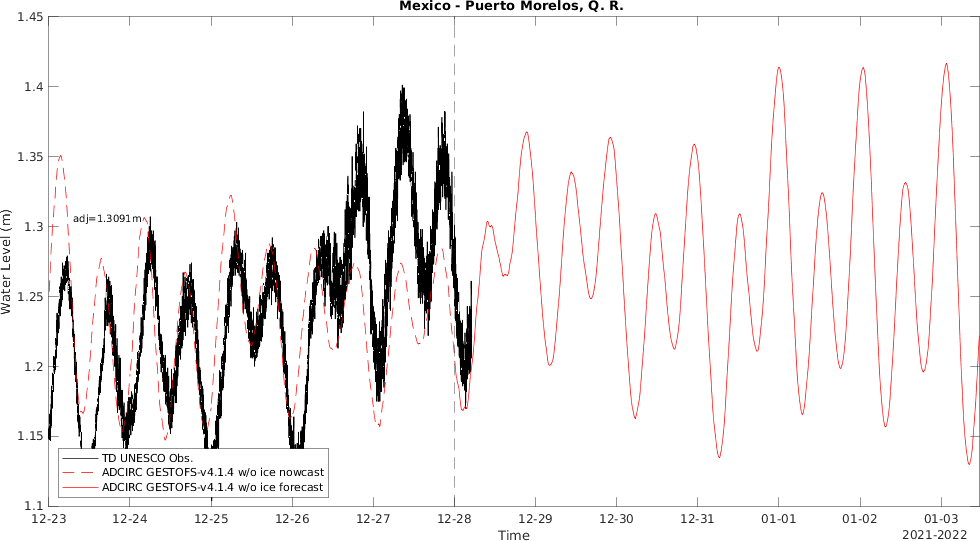 Mexico - Puerto Morelos, Q. R.
1.45
1.4
1.35
1.3
1.25
1.2
1.15
1.1
Water Level (m)
adj=1.3091m
TD UNESCO Obs.
ADCIRC GESTOFS-v4.1.4 w/o ice nowcast
ADCIRC GESTOFS-v4.1.4 w/o ice forecast
12-23 12-24 12-25 12-26 12-27 12-28 12-29 12-30 12-31 01-01 01-02 01-03
Time
2021-2022